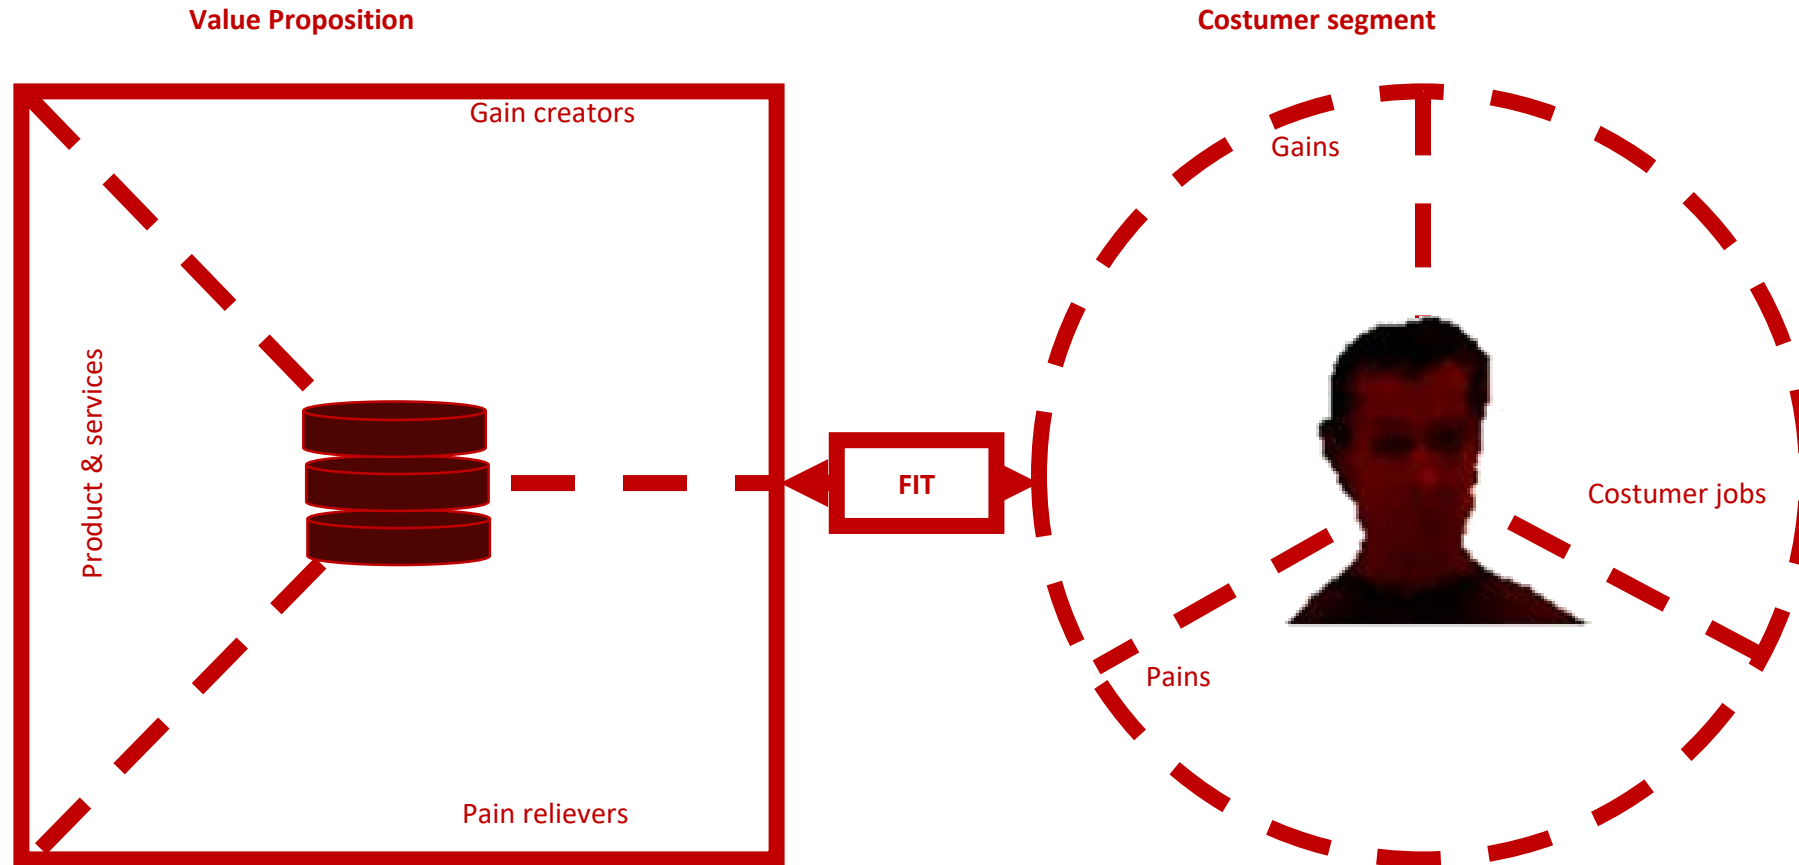 Value Proposition
Costumer segment
Gain creators
Gains
Product & services
FIT
Costumer jobs
Pains
Pain relievers